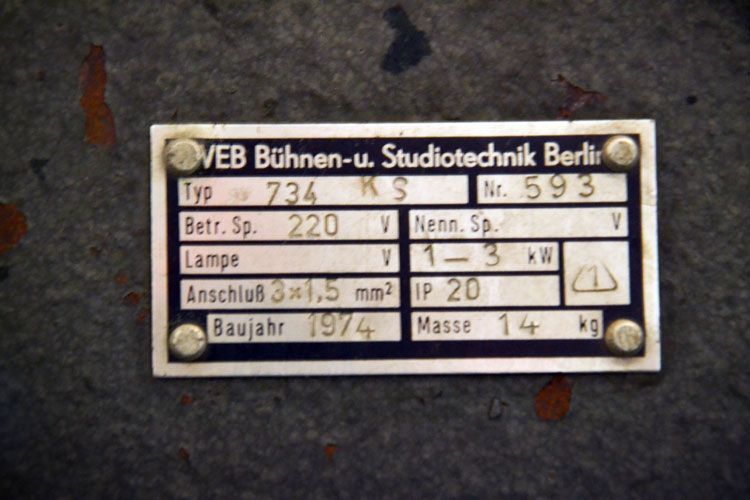 VEB Bühnen-u. Studiotechnik Berlin
Typ 734 KS Nr. 593
Betr. Sp. 220 V Nenn. Sp. V
Lampe V 1-3 kW
Anschluß 3×1,5 mm² IP 20 1
Baujahr 1974 Masse 14 kg